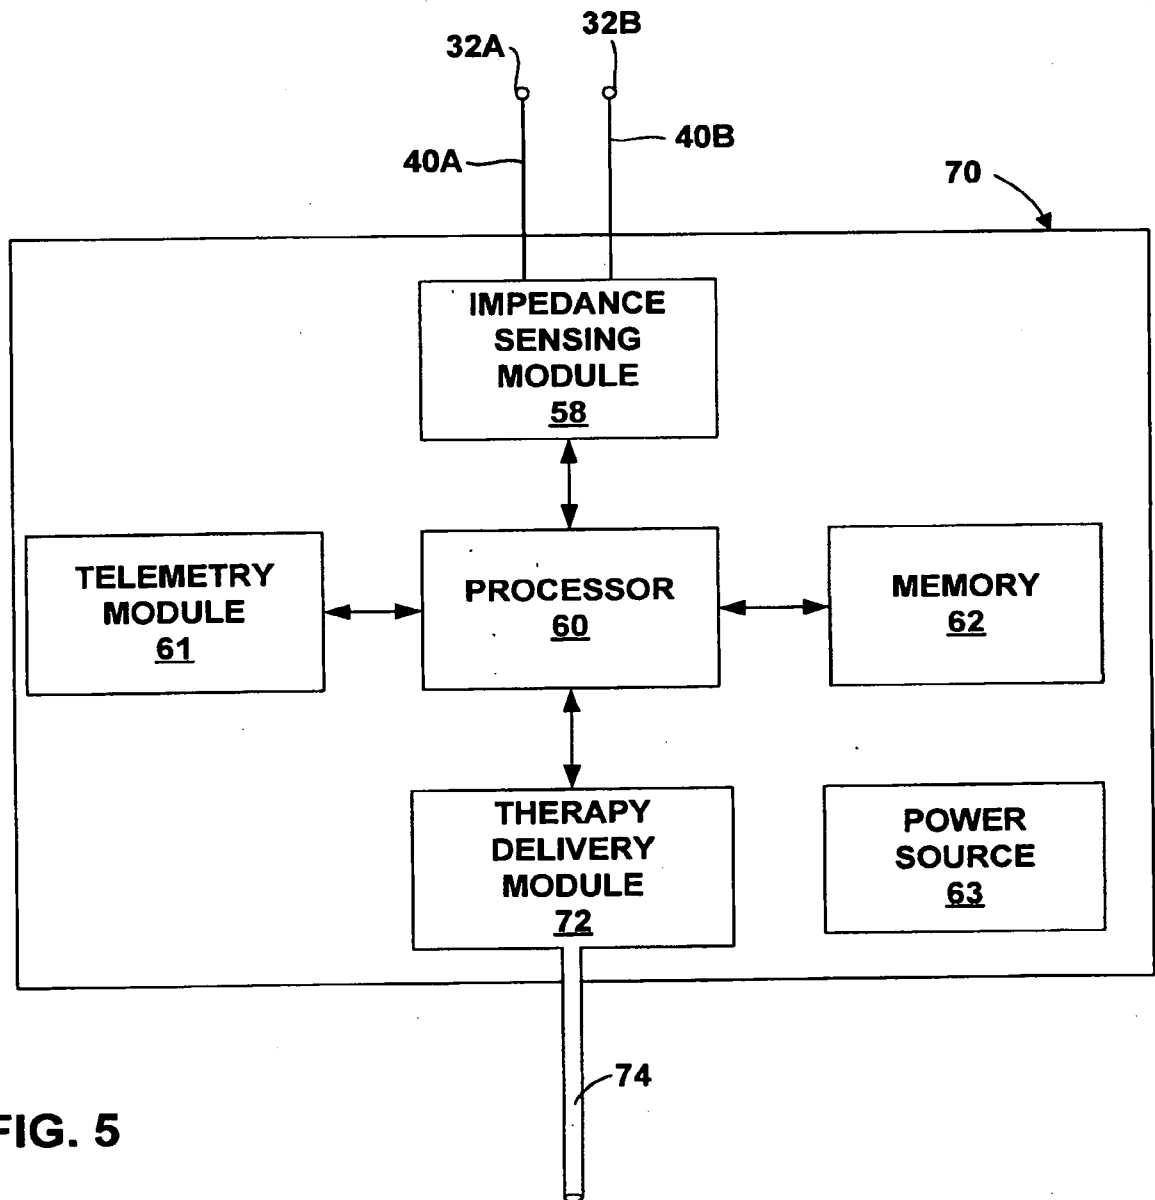 32B
32A
40B
40A
70
IMPEDANCE
SENSING
MODULE
58
TELEMETRY
MODULE
61
PROCESSOR
60
MEMORY
62
THERAPY
DELIVERY
MODULE
72
POWER
SOURCE
63
74
FIG. 5